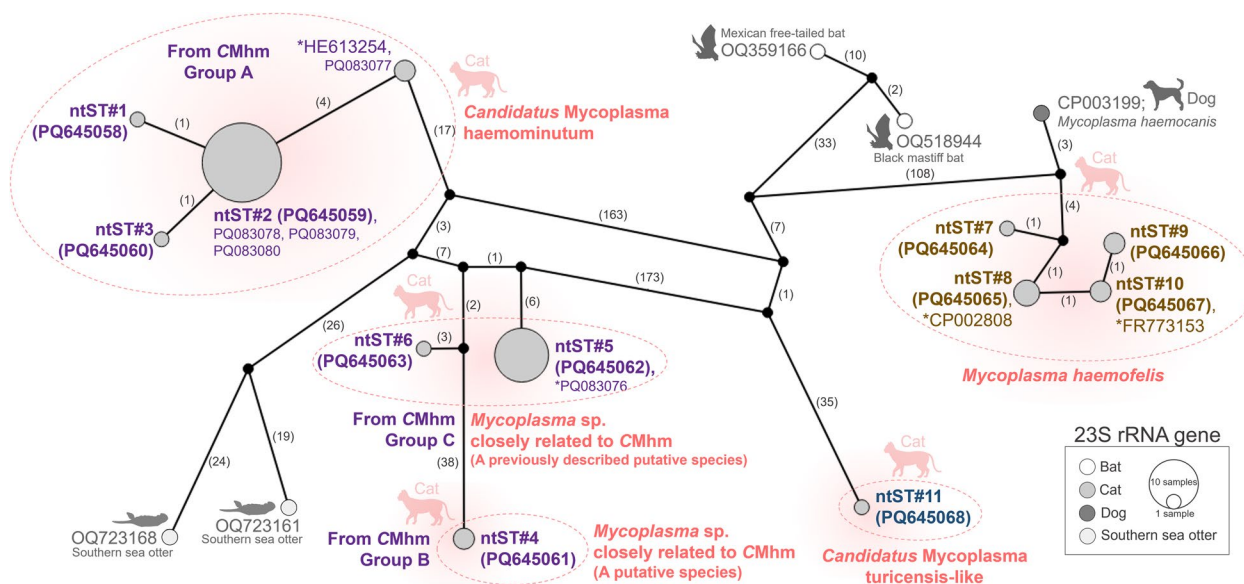 From CMhm
Group A
*HE613254,
PQ083077
Cat
Candidatus Mycoplasma
haemominutum
ntST#1
(PQ645058)
(1)
(4)
(17)
(1)
ntST#3
(PQ645060)
ntST#2 (PQ645059),
PQ083078, PQ083079,
PQ083080
(3)
(7)
(1)
(163)
(173)
(7)
(1)
Mexican free-tailed bat
OQ359166
(10)
(2)
OQ518944
Black mastiff bat
(33)
(108)
CP003199;
Dog
Mycoplasma haemocanis
(3)
Cat
(4)
ntST#7
(PQ645064)
(1)
ntST#9
(PQ645066)
(1)
(1)
(1)
ntST#8
(PQ645065),
*CP002808
ntST#10
(PQ645067),
*FR773153
Mycoplasma haemofelis
Cat
(2)
(6)
ntST#6
(PQ645063)
(3)
ntST#5
(PQ645062),
*PQ083076
From CMhm
Group C
Mycoplasma sp.
closely related to CMhm
(A previously described putative species)
(26)
(24)
(19)
OQ723168
Southern sea otter
OQ723161
Southern sea otter
(38)
Cat
From CMhm
Group B
ntST#4
(PQ645061)
Mycoplasma sp.
closely related to CMhm
(A putative species)
(35)
Cat
ntST#11
(PQ645068)
Candidatus Mycoplasma
turicensis-like
23S rRNA gene
Bat
Cat
Dog
Southern sea otter
10 samples
1 sample